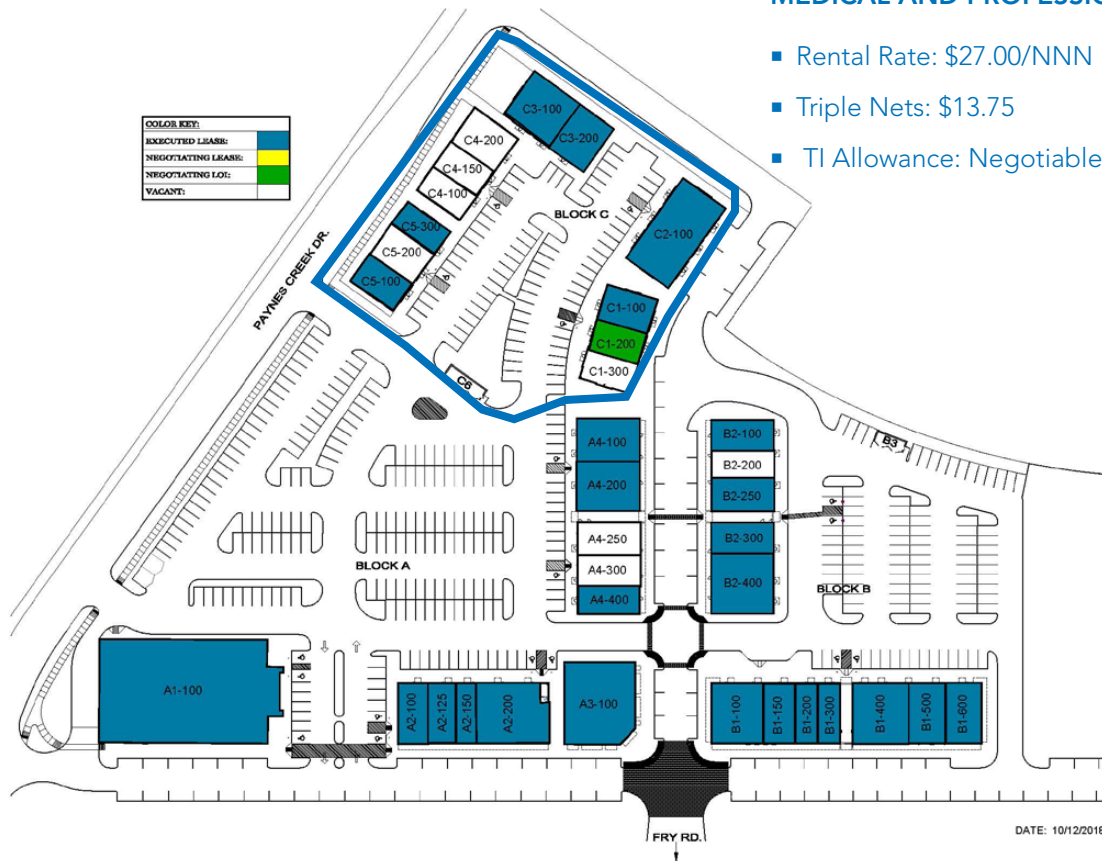 ▪ Rental Rate: $27.00/NNN
▪ Triple Nets: $13.75
▪ TI Allowance: Negotiable
COLOR KEY:
EXECUTED LEASE:
NEGOTIATING LEASE:
NEGOTIATING LOI:
VACANT:
C3-100
C3-200
C4-200
C4-150
C4-100
BLOCK C
C5-300
C5-200
C5-100
C2-100
PAYNES CREEK DR.
C1-100
C1-200
C1-300
C6
A4-100
A4-200
A4-250
A4-300
A4-400
B2-100
B2-200
B2-250
B2-300
B2-400
B3
BLOCK A
BLOCK B
A1-100
A2-100
A2-125
A2-150
A2-200
A3-100
B1-100
B1-150
B1-200
B1-300
B1-400
B1-500
B1-600
FRY RD.
DATE: 10/12/2018